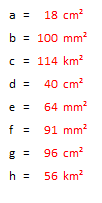 a = 18 cm²
b = 100 mm²
c = 114 km²
d = 40 cm²
e = 64 mm²
f = 91 mm²
g = 96 cm²
h = 56 km²